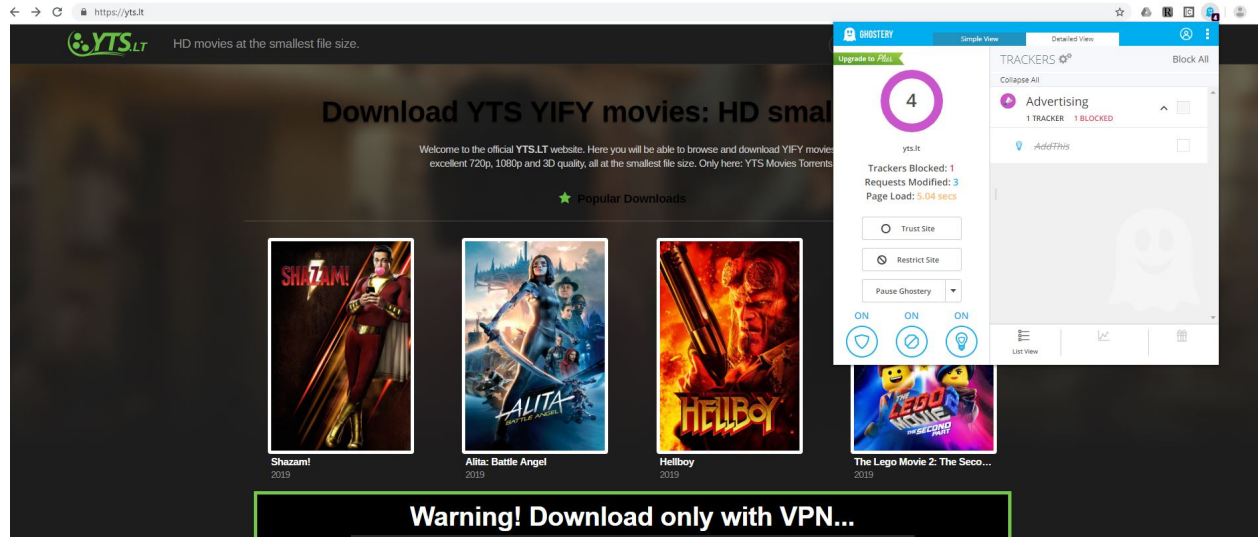 https://yts.lt
YTS.LT
HD movies at the smallest file size.
Download YTS YIFY movies: HD smal
Welcome to the official YTS.LT website. Here you will be able to browse and download YIFY movies
excellent 720p, 1080p and 3D quality, all at the smallest file size. Only here: YTS Movies Torrents
Popular Downloads
SHAZAM!
ALITA
BATTLE ANGEL
HELLBOY
THE
LEGO
MOVIE
THE SECOND
PART
Shazam!
2019
Alita: Battle Angel
2019
Hellboy
2019
The Lego Movie 2: The Seco...
2019
Warning! Download only with VPN...
GHOSTERY
Simple View
Detailed View
Upgrade to Plus
4
yts.lt
Trackers Blocked: 1
Requests Modified: 3
Page Load: 5.04 secs
Trust Site
Restrict Site
Pause Ghostery
ON ON ON
TRACKERS
Block All
Collapse All
Advertising
1 TRACKER 1 BLOCKED
AddThis
List View
4